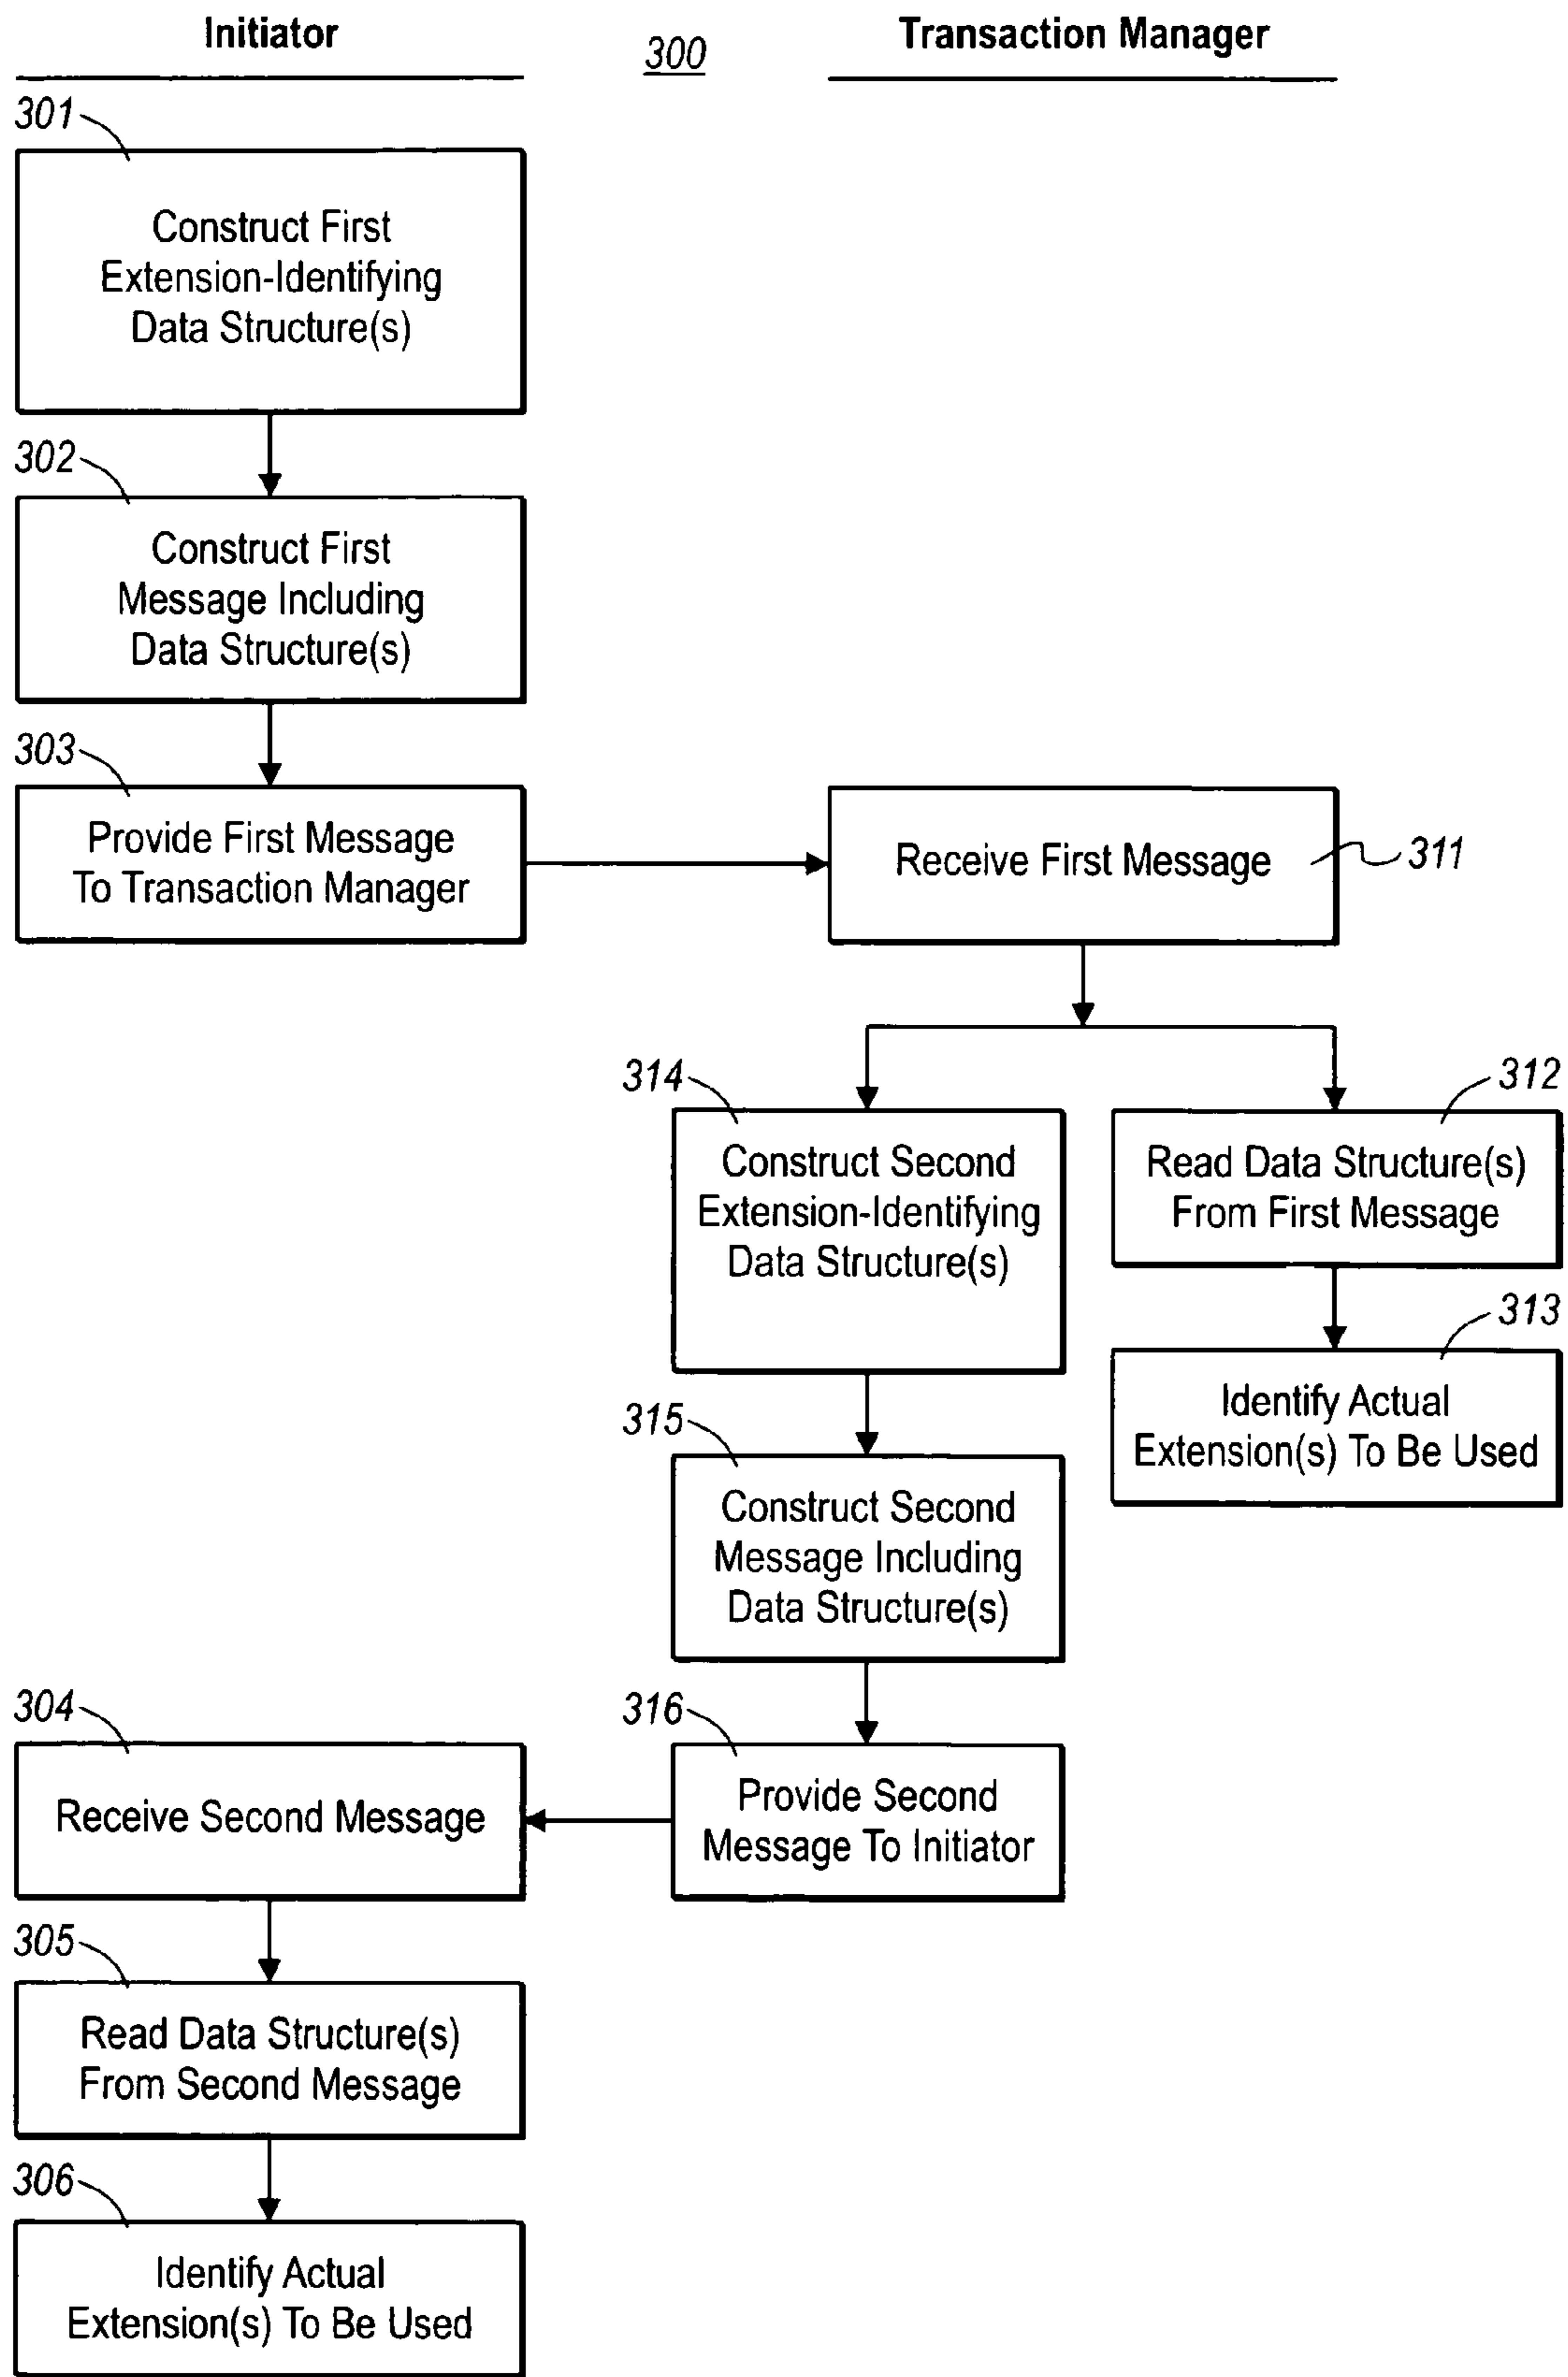 Initiator
300
Transaction Manager
301
Construct First
Extension-Identifying
Data Structure(s)
302
Construct First
Message Including
Data Structure(s)
303
Provide First Message
To Transaction Manager
Receive First Message
311
314
Construct Second
Extension-Identifying
Data Structure(s)
312
Read Data Structure(s)
From First Message
313
Identify Actual
Extension(s) To Be Used
315
Construct Second
Message Including
Data Structure(s)
316
Provide Second
Message To Initiator
304
Receive Second Message
305
Read Data Structure(s)
From Second Message
306
Identify Actual
Extension(s) To Be Used